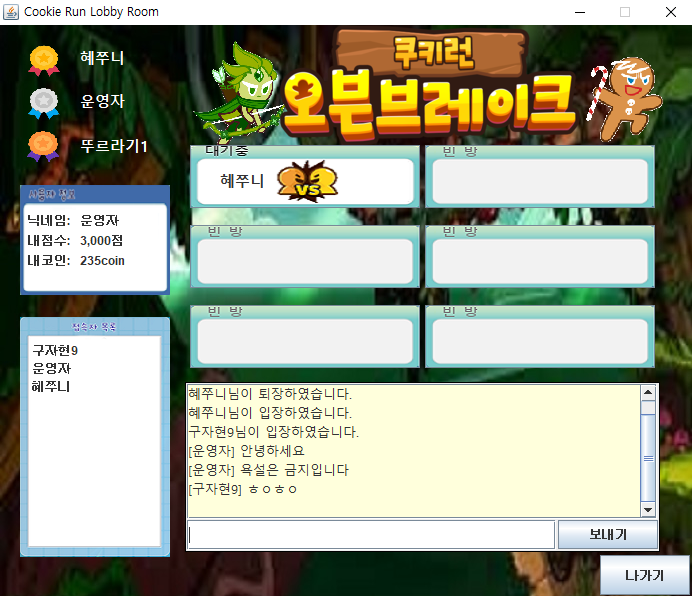 Cookie Run Lobby Room
혜쭈니
운영자
뚜르라기1
쿠키런
오븐브레이크
사용자 정보
닉네임: 운영자
내점수: 3,000점
내코인: 235coin
접속자 목록
구자현9
운영자
혜쭈니
대기중
빈 방
혜쭈니
VS
빈 방
빈 방
빈 방
빈 방
혜쭈니님이 퇴장하였습니다.
혜쭈니님이 입장하였습니다.
구자현9님이 입장하였습니다.
[운영자] 안녕하세요
[운영자] 욕설은 금지입니다
[구자현9] ㅎㅇㅎㅇ
보내기
나가기